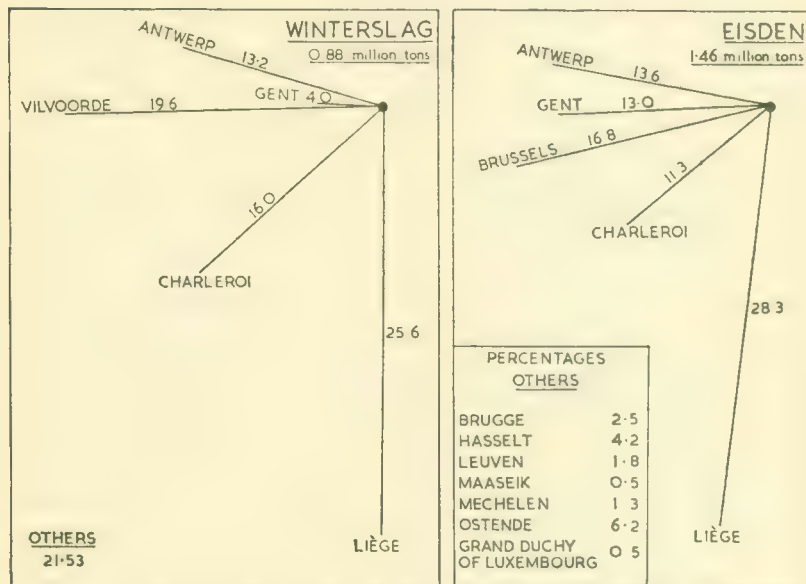 WINTERSLAG
0.88 million tons
ANTWERP 13·2
GENT 4.0
VILVOORDE 19.6
16.0
CHARLEROI
25.6
LIÈGE
OTHERS
21·53
EISDEN
1·46 million tons
ANTWERP 13.6
GENT 13·0
BRUSSELS 16.8
11.3
CHARLEROI
28.3
LIÈGE
PERCENTAGES
OTHERS
BRUGGE 2·5
HASSELT 4·2
LEUVEN 1·8
MAASEIK 0·5
MECHELEN 1 3
OSTENDE 6·2
GRAND DUCHY
OF LUXEMBOURG 0 5